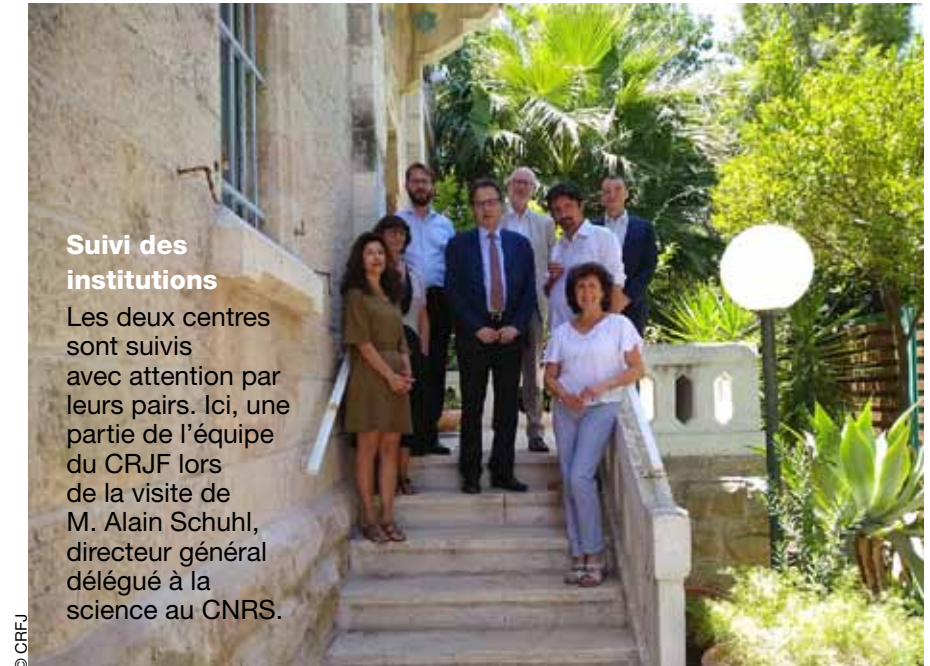 Suivi des
institutions
Les deux centres
sont suivis
avec attention par
leurs pairs. Ici, une
partie de l'équipe
du CRJF lors
de la visite de
M. Alain Schuhl,
directeur général
délégué à la
science au CNRS.
© CRFJ